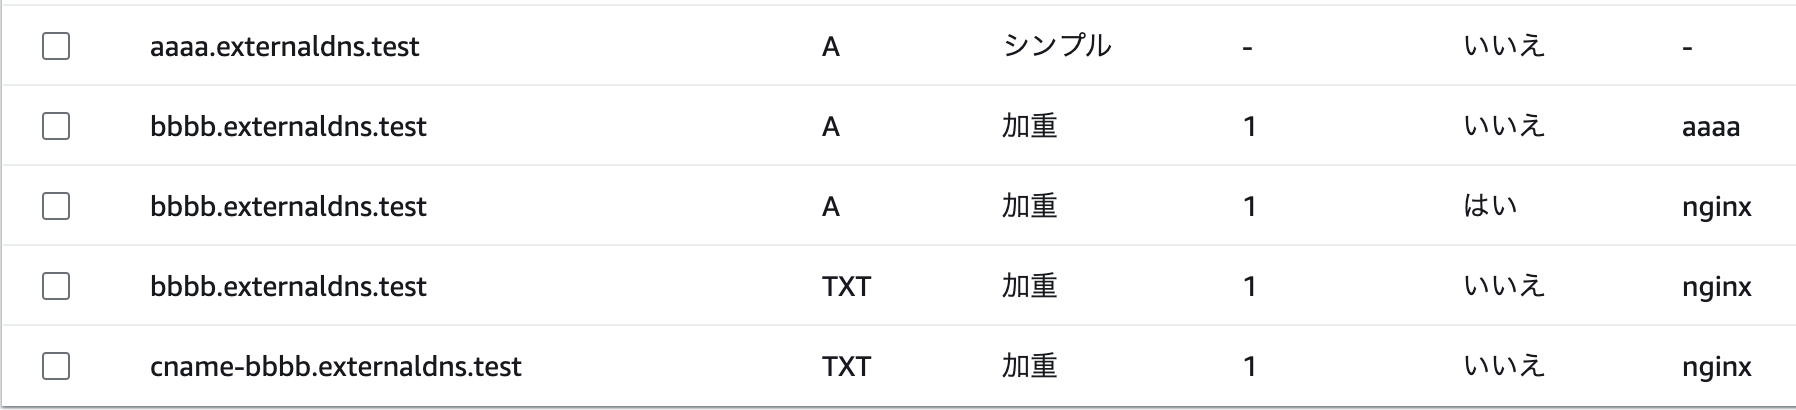 aaaa.externaldns.test A シンプル - いいえ -
bbbb.externaldns.test A 加重 1 いいえ aaaa
bbbb.externaldns.test A 加重 1 はい nginx
bbbb.externaldns.test TXT 加重 1 いいえ nginx
cname-bbbb.externaldns.test TXT 加重 1 いいえ nginx